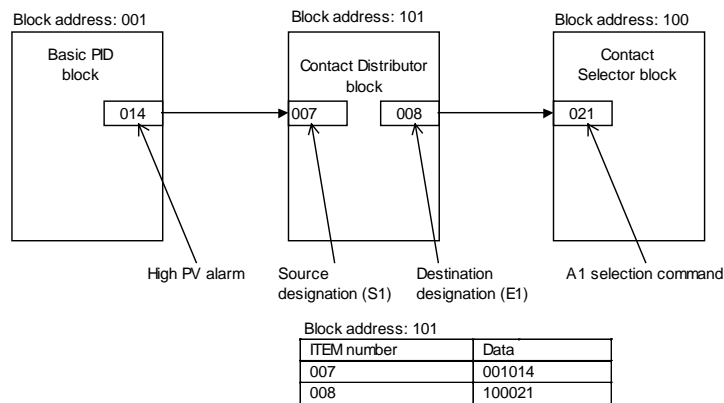 Block address: 001
Block address: 101
Block address: 100
Basic PID
block
Contact Distributor
block
Contact
Selector block
014
007
008
021
High PV alarm
Source
designation (S1)
Destination
designation (E1)
A1 selection command
Block address: 101
ITEM number Data
007 001014
008 100021